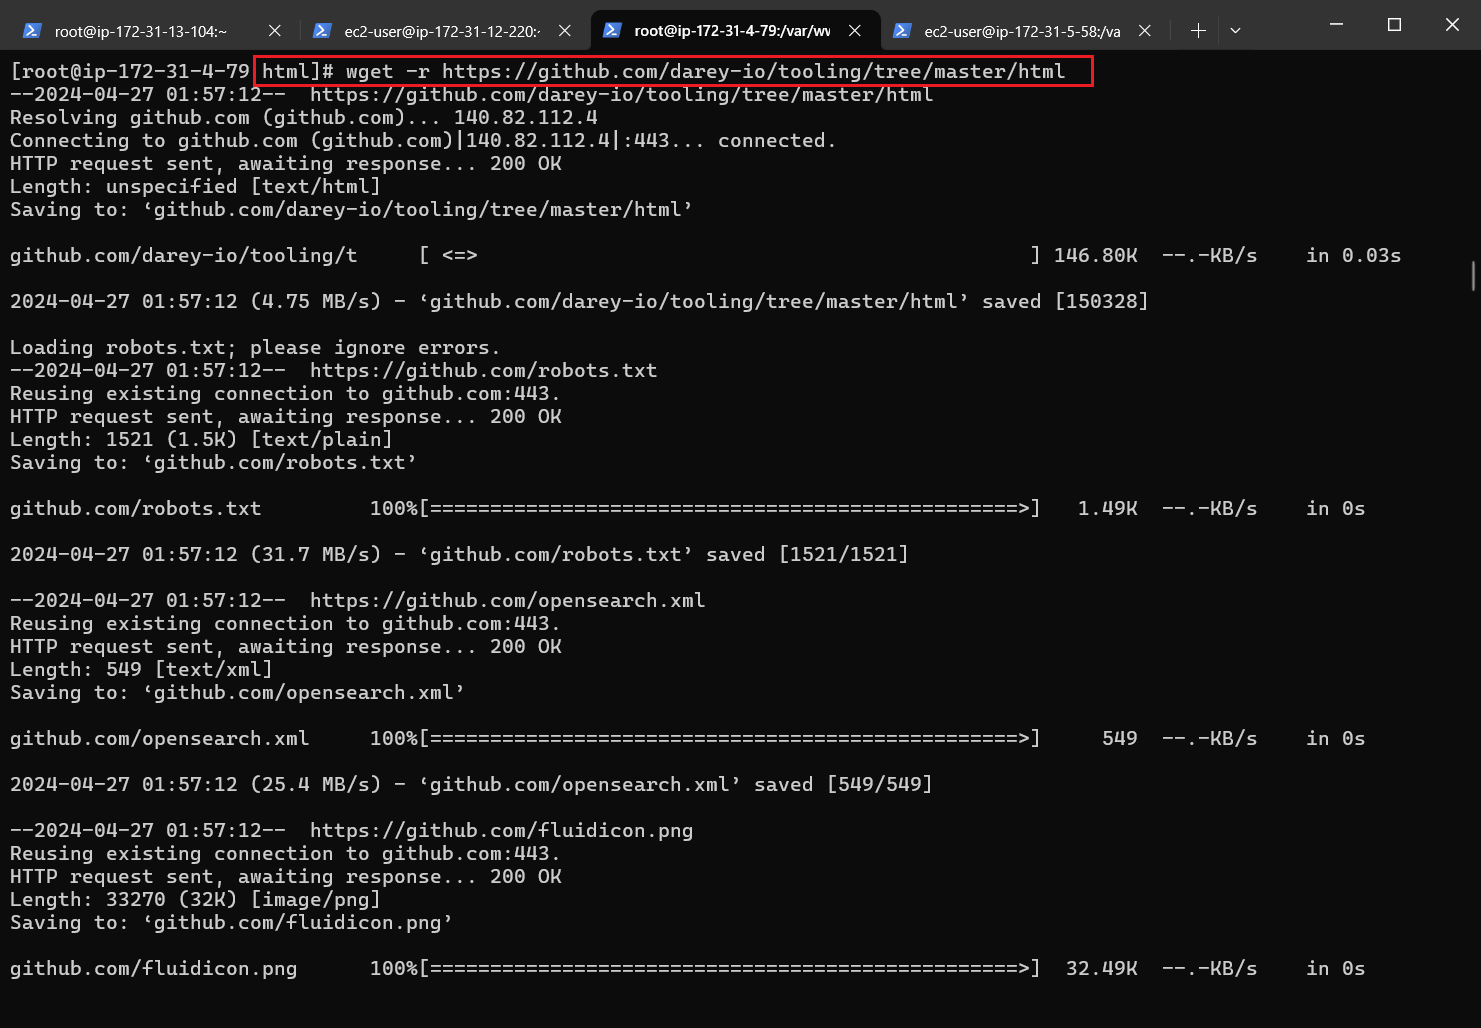 root@ip-172-31-13-104:~ ec2-user@ip-172-31-12-220:~ root@ip-172-31-4-79:/var/wv ec2-user@ip-172-31-5-58:/va
[root@ip-172-31-4-79 html]# wget -r https://github.com/darey-io/tooling/tree/master/html
--2024-04-27 01:57:12--  https://github.com/darey-io/tooling/tree/master/html
Resolving github.com (github.com)... 140.82.112.4
Connecting to github.com (github.com)|140.82.112.4|:443... connected.
HTTP request sent, awaiting response... 200 OK
Length: unspecified [text/html]
Saving to: ‘github.com/darey-io/tooling/tree/master/html’
github.com/darey-io/tooling/t     [ <=>                                              ] 146.80K  --.-KB/s    in 0.03s
2024-04-27 01:57:12 (4.75 MB/s) - ‘github.com/darey-io/tooling/tree/master/html’ saved [150328]
Loading robots.txt; please ignore errors.
--2024-04-27 01:57:12--  https://github.com/robots.txt
Reusing existing connection to github.com:443.
HTTP request sent, awaiting response... 200 OK
Length: 1521 (1.5K) [text/plain]
Saving to: ‘github.com/robots.txt’
github.com/robots.txt         100%[=================================================>]   1.49K  --.-KB/s    in 0s
2024-04-27 01:57:12 (31.7 MB/s) - ‘github.com/robots.txt’ saved [1521/1521]
--2024-04-27 01:57:12--  https://github.com/opensearch.xml
Reusing existing connection to github.com:443.
HTTP request sent, awaiting response... 200 OK
Length: 549 [text/xml]
Saving to: ‘github.com/opensearch.xml’
github.com/opensearch.xml     100%[=================================================>]     549  --.-KB/s    in 0s
2024-04-27 01:57:12 (25.4 MB/s) - ‘github.com/opensearch.xml’ saved [549/549]
--2024-04-27 01:57:12--  https://github.com/fluidicon.png
Reusing existing connection to github.com:443.
HTTP request sent, awaiting response... 200 OK
Length: 33270 (32K) [image/png]
Saving to: ‘github.com/fluidicon.png’
github.com/fluidicon.png      100%[=================================================>]  32.49K  --.-KB/s    in 0s